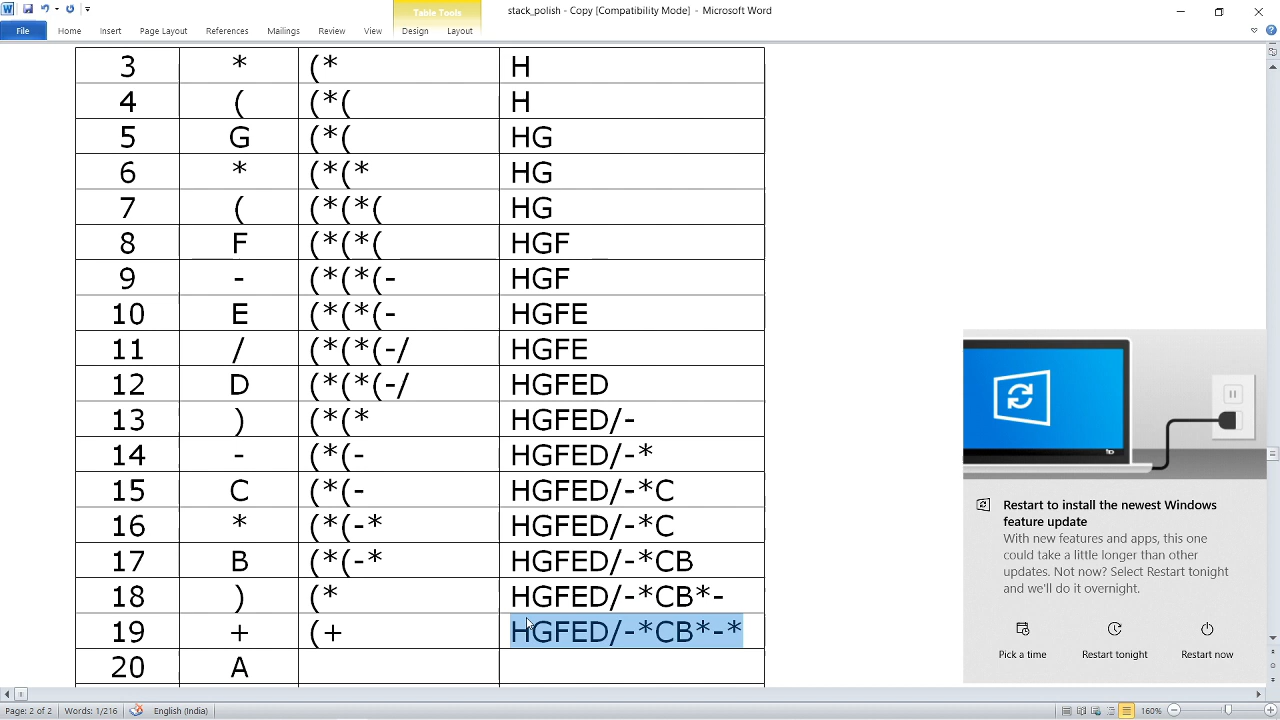 stack_polish - Copy [Compatibility Mode] - Microsoft Word
Table Tools
File Home Insert Page Layout References Mailings Review View Design Layout
3 * (* H
4 ( (*( H
5 G (*( HG
6 * (*(* HG
7 ( (*(*( HG
8 F (*(*( HGF
9 - (*(*(- HGF
10 E (*(*(- HGFE
11 / (*(*(-/ HGFE
12 D (*(*(-/ HGFED
13 ) (*(* HGFED/-
14 - (*(- HGFED/-*
15 C (*(- HGFED/-*C
16 * (*(-* HGFED/-*C
17 B (*(-* HGFED/-*CB
18 ) (* HGFED/-*CB*-
19 + (+ HGFED/-*CB*-*
20 A
Restart to install the newest Windows
feature update
With new features and apps, this one
could take a little longer than other
updates. Not now? Select Restart tonight
and we'll do it overnight.
Pick a time Restart tonight Restart now
Page: 2 of 2 Words: 1/216 English (India) 160%